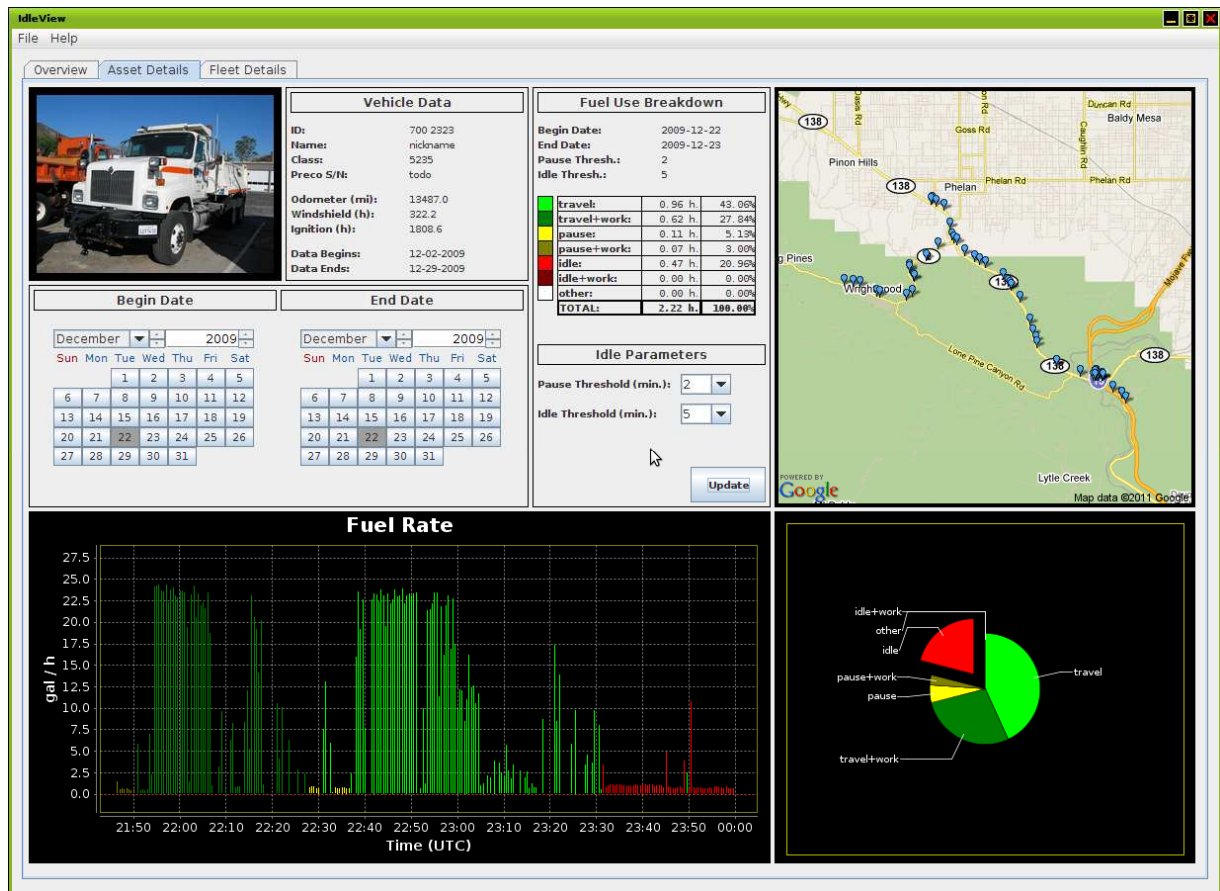 IdleView
File Help
Overview Asset Details Fleet Details
Vehicle Data
ID: 700 2323
Name: nickname
Class: 5235
Preco S/N: todo
Odometer (mi): 13487.0
Windshield (h): 322.2
Ignition (h): 1808.6
Data Begins: 12-02-2009
Data Ends: 12-29-2009
Fuel Use Breakdown
Begin Date: 2009-12-22
End Date: 2009-12-23
Pause Thresh.: 2
Idle Thresh.: 5
travel: 0.96 h. 43.06%
travel+work: 0.62 h. 27.84%
pause: 0.11 h. 5.13%
pause+work: 0.07 h. 3.00%
idle: 0.47 h. 20.96%
idle+work: 0.00 h. 0.00%
other: 0.00 h. 0.00%
TOTAL: 2.22 h. 100.00%
Idle Parameters
Pause Threshold (min.): 2
Idle Threshold (min.): 5
Update
Begin Date
December 2009
Sun Mon Tue Wed Thu Fri Sat
1 2 3 4 5
6 7 8 9 10 11 12
13 14 15 16 17 18 19
20 21 22 23 24 25 26
27 28 29 30 31
End Date
December 2009
Sun Mon Tue Wed Thu Fri Sat
1 2 3 4 5
6 7 8 9 10 11 12
13 14 15 16 17 18 19
20 21 22 23 24 25 26
27 28 29 30 31
Duncan Rd
Baldy Mesa
138
Oasis Rd
Goss Rd
Caughlin Rd
Pinon Hills
138
Phelan
Phelan Rd
Phelan Rd
g Pines
Wrightwood
138
Lone Pine Canyon Rd
138
138
Lytle Creek
POWERED BY
Google
Map data ©2011 Google
Fuel Rate
gal / h
27.5
25.0
22.5
20.0
17.5
15.0
12.5
10.0
7.5
5.0
2.5
0.0
21:50 22:00 22:10 22:20 22:30 22:40 22:50 23:00 23:10 23:20 23:30 23:40 23:50 00:00
Time (UTC)
idle+work
other
idle
travel
pause+work
pause
travel+work